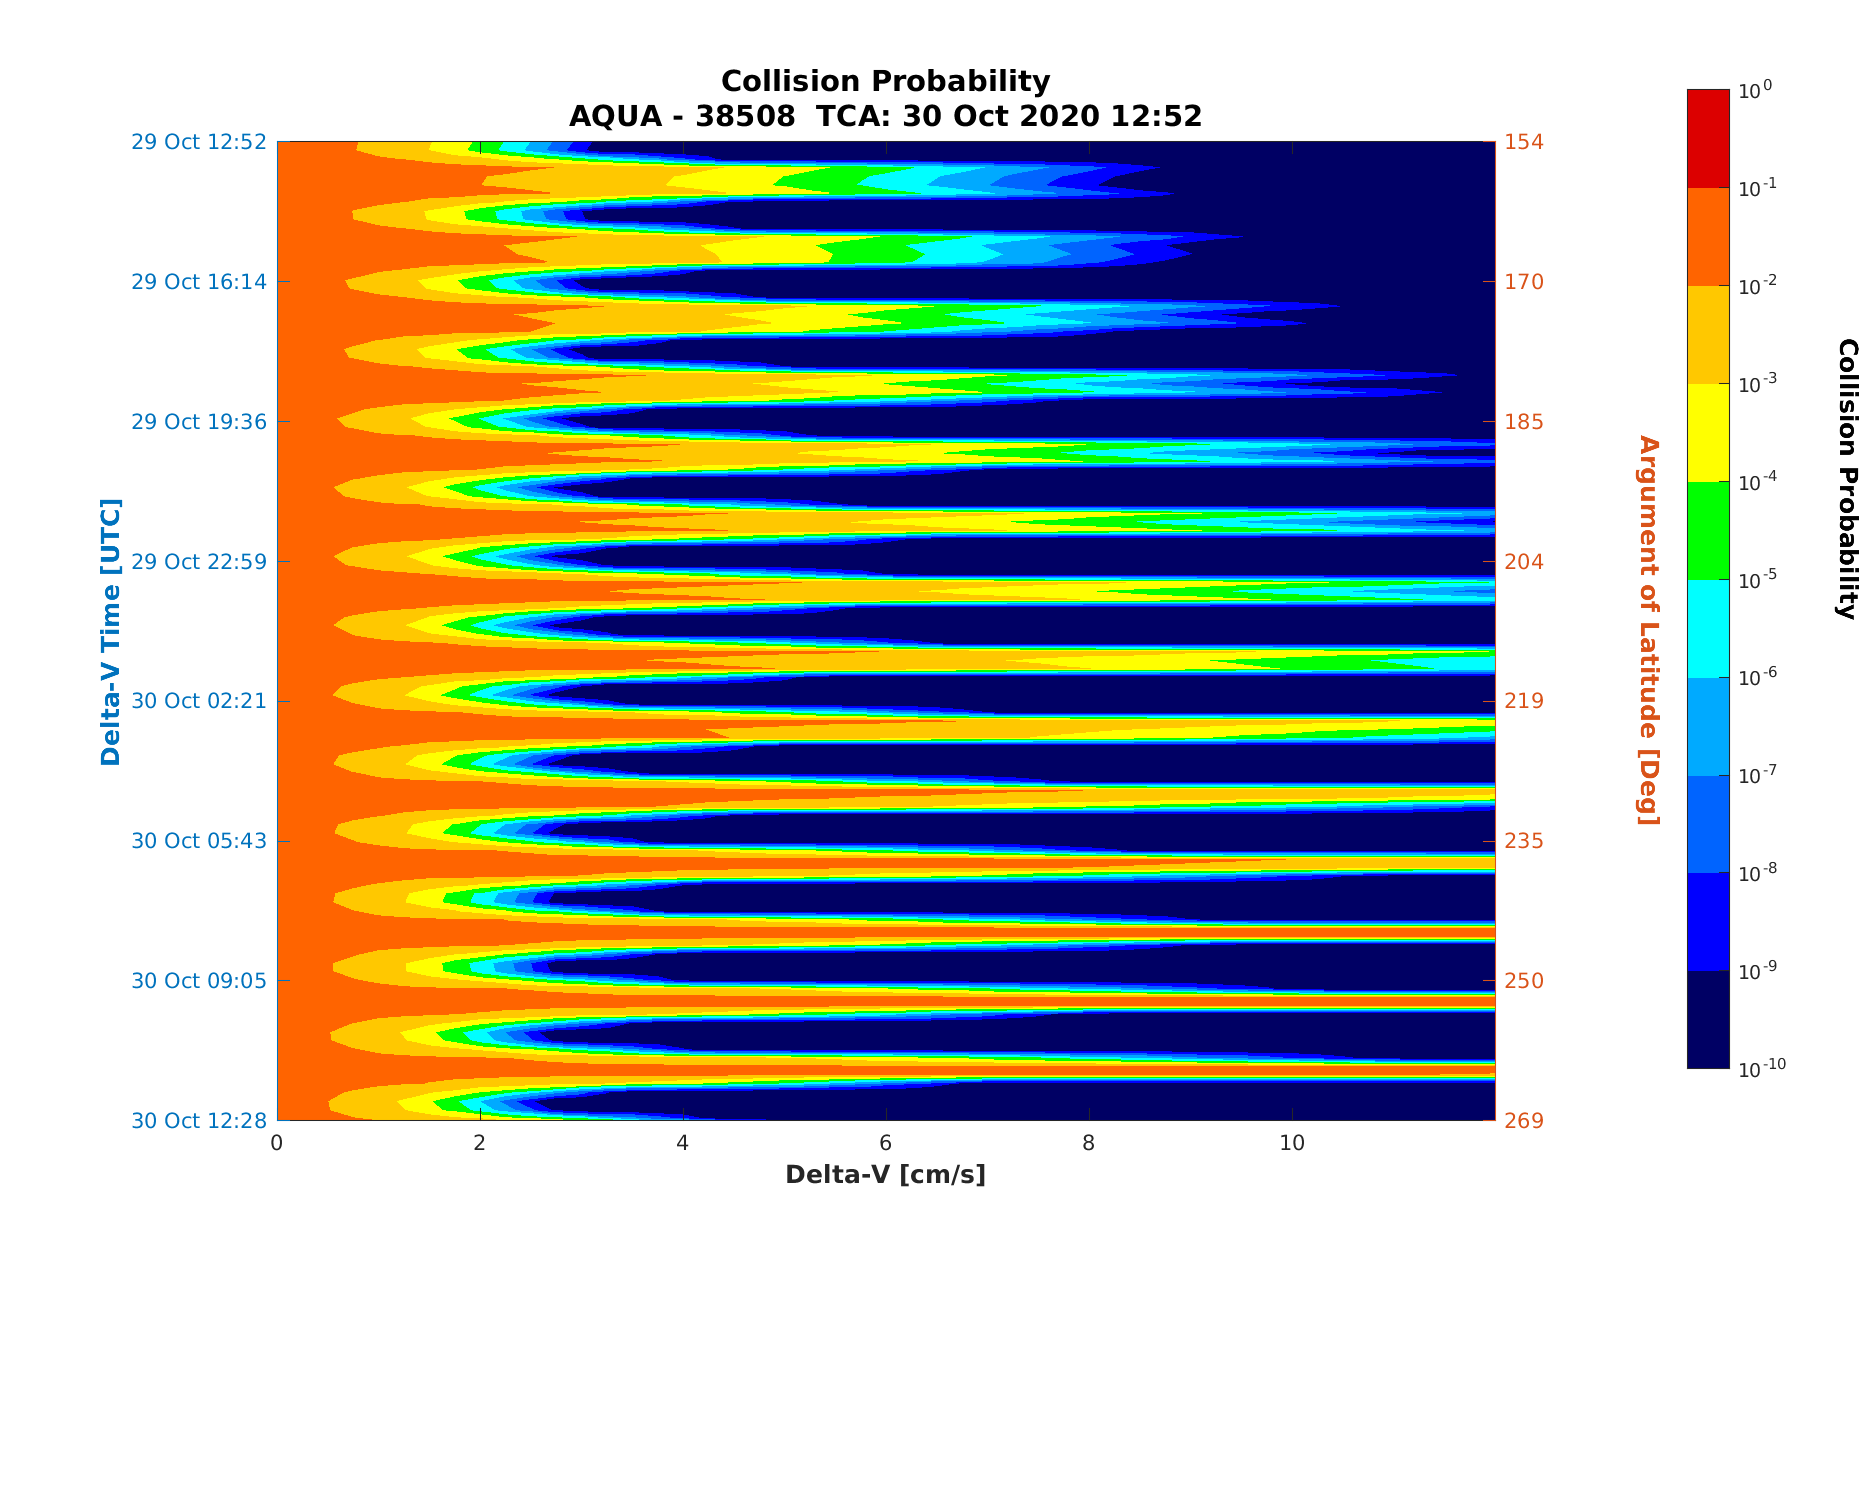 Collision Probability
AQUA - 38508  TCA: 30 Oct 2020 12:52
Delta-V Time [UTC]
29 Oct 12:52
29 Oct 16:14
29 Oct 19:36
29 Oct 22:59
30 Oct 02:21
30 Oct 05:43
30 Oct 09:05
30 Oct 12:28
0 2 4 6 8 10
Delta-V [cm/s]
154
170
185
204
219
235
250
269
Argument of Latitude [Deg]
10^0
10^-1
10^-2
10^-3
10^-4
10^-5
10^-6
10^-7
10^-8
10^-9
10^-10
Collision Probability